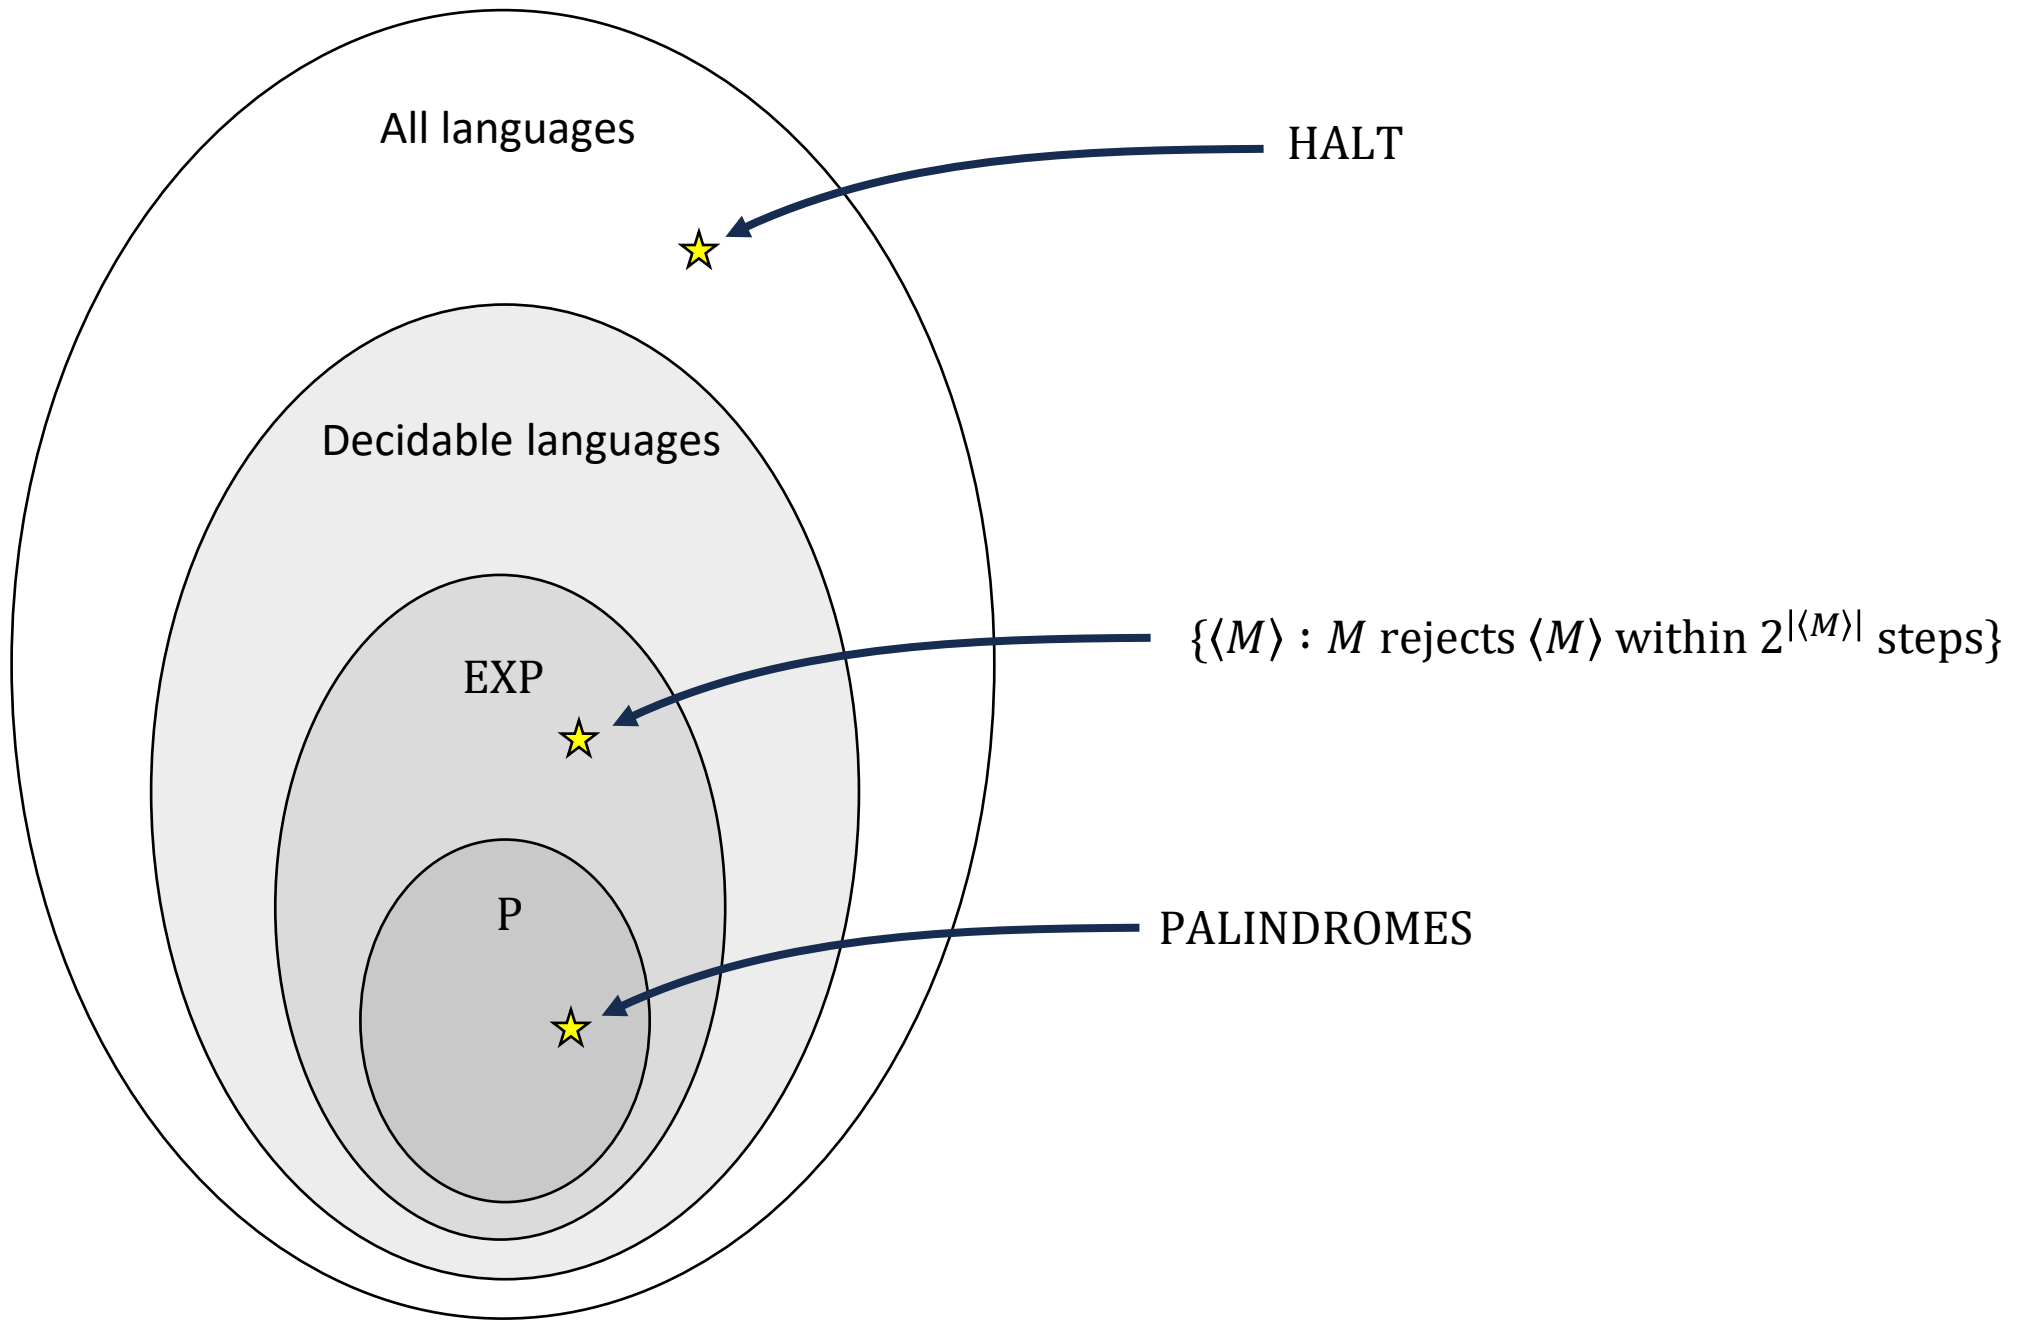 All languages
HALT
Decidable languages
{⟨M⟩ : M rejects ⟨M⟩ within 2^{|⟨M⟩|} steps}
EXP
P
PALINDROMES